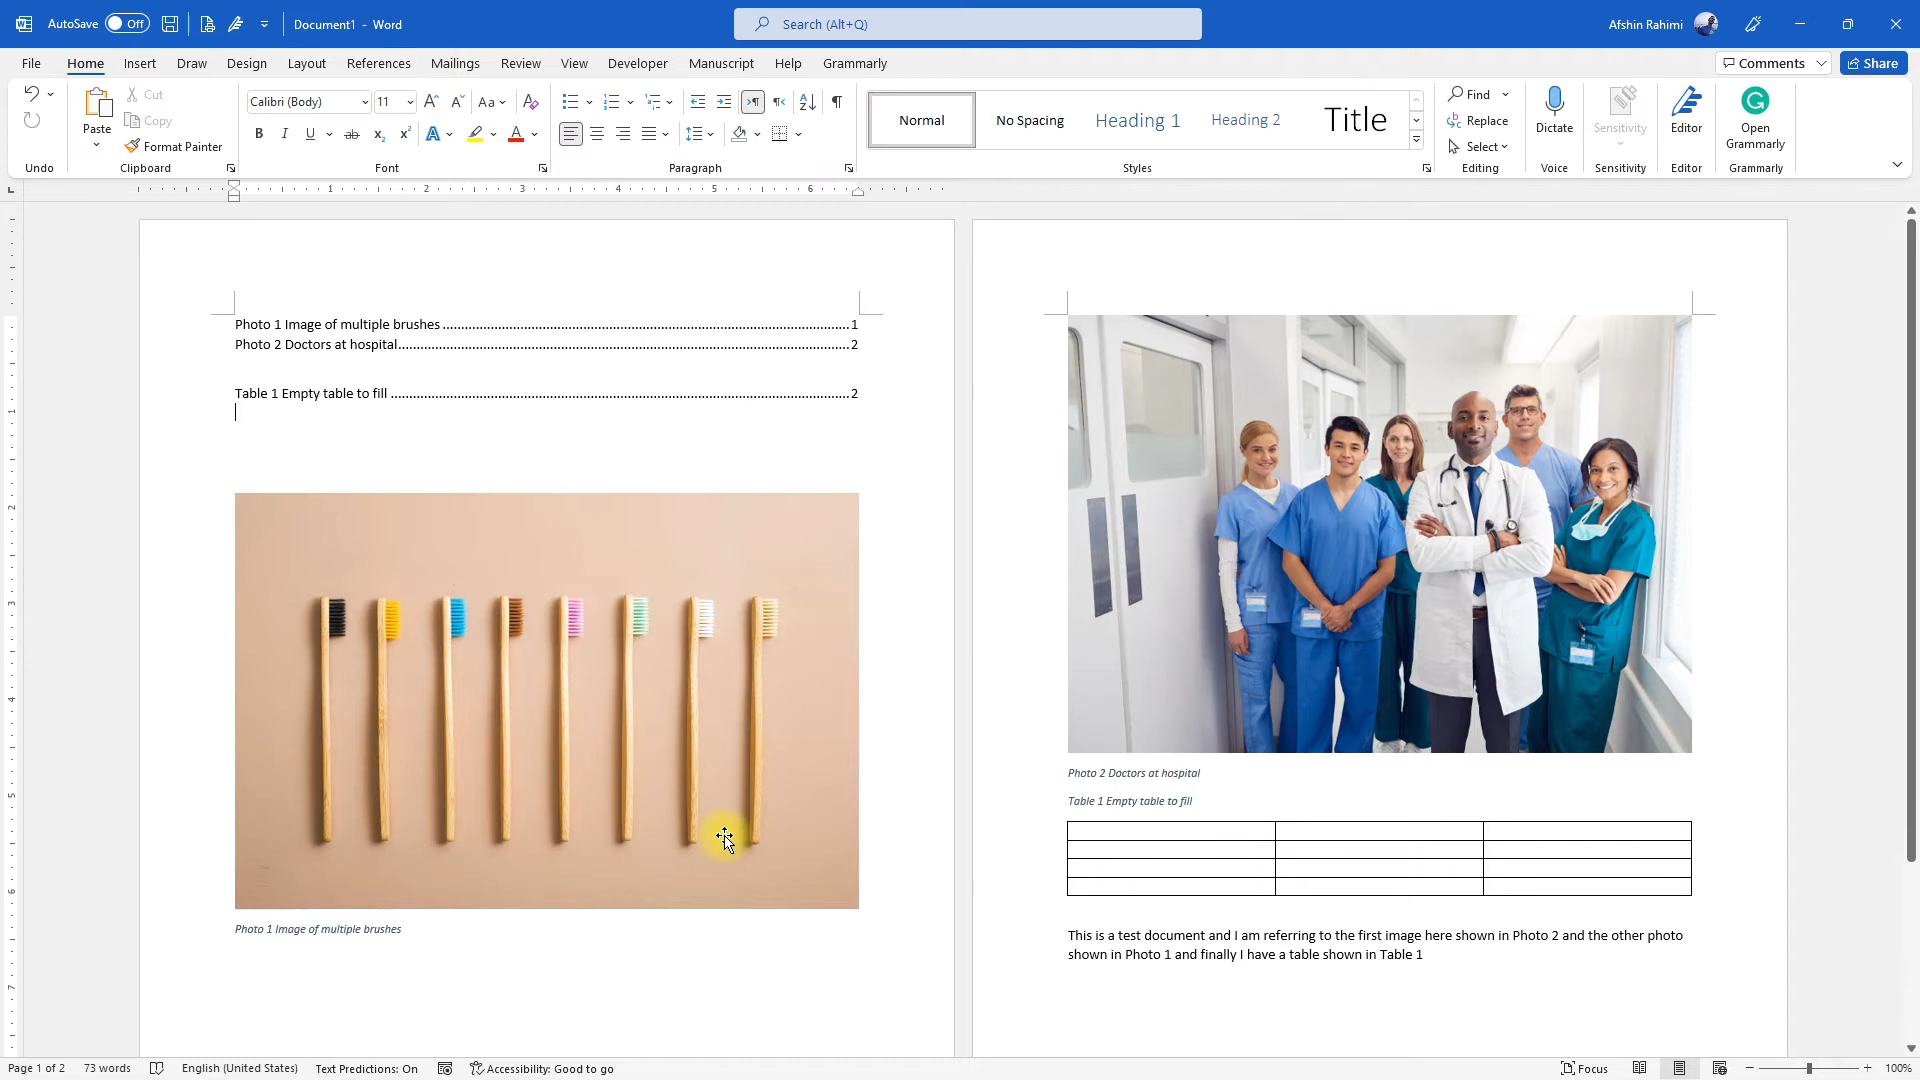 AutoSave Off Document1 - Word Search (Alt+Q) Afshin Rahimi
File Home Insert Draw Design Layout References Mailings Review View Developer Manuscript Help Grammarly Comments Share
Paste Cut Copy Format Painter
Calibri (Body) 11
Normal No Spacing Heading 1 Heading 2 Title
Find Replace Select
Dictate Sensitivity Editor Open Grammarly
Undo Clipboard Font Paragraph Styles Editing Voice Sensitivity Editor Grammarly
1 2 3 4 5 6
Photo 1 Image of multiple brushes ........ 1
Photo 2 Doctors at hospital........ 2
Table 1 Empty table to fill ........ 2
Photo 1 Image of multiple brushes
Photo 2 Doctors at hospital
Table 1 Empty table to fill
This is a test document and I am referring to the first image here shown in Photo 2 and the other photo
shown in Photo 1 and finally I have a table shown in Table 1
Page 1 of 2 73 words English (United States) Text Predictions: On Accessibility: Good to go Focus 100%